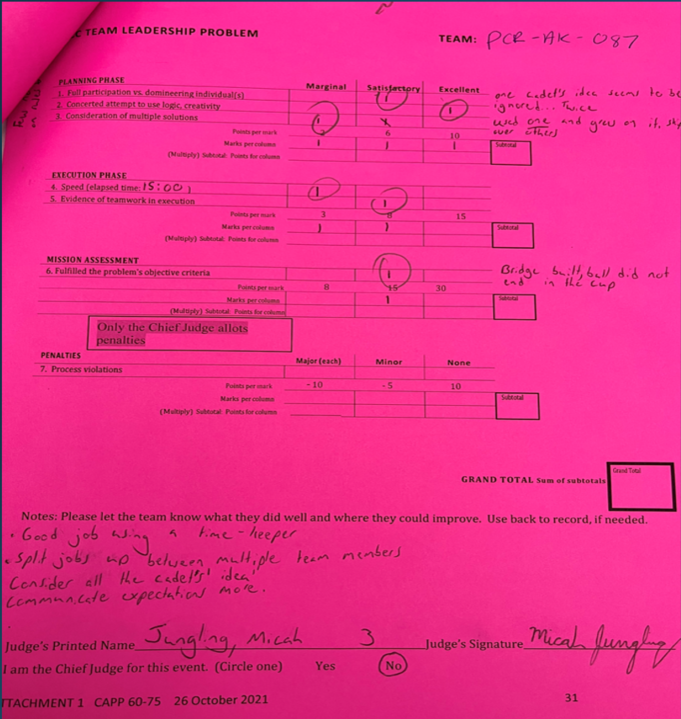 TEAM LEADERSHIP PROBLEM
TEAM: PCR-AK-087
PLANNING PHASE
Marginal Satisfactory Excellent
1. Full participation vs. domineering individual(s) 1
2. Concerted attempt to use logic, creativity 1
3. Consideration of multiple solutions 1
one cadet's idea seems to be
ignored... Twice
used one and grew on it,
over others
Points per mark 6 10
Marks per column 1 1 1
Subtotal
(Multiply) Subtotal: Points for column
EXECUTION PHASE
4. Speed (elapsed time: 15:00) 1
5. Evidence of teamwork in execution 1
Points per mark 3 8 15
Marks per column 1 1
Subtotal
(Multiply) Subtotal: Points for column
MISSION ASSESSMENT
6. Fulfilled the problem's objective criteria 1
Bridge built, ball did not
end in the cup
Points per mark 8 15 30
Marks per column 1
Subtotal
(Multiply) Subtotal: Points for column
Only the Chief Judge allots
penalties
PENALTIES
Major (each) Minor None
7. Process violations
Points per mark -10 -5 10
Marks per column
Subtotal
(Multiply) Subtotal: Points for column
Grand Total
GRAND TOTAL Sum of subtotals
Notes: Please let the team know what they did well and where they could improve. Use back to record, if needed.
• Good job using a time-keeper
• Split jobs up between multiple team members
Consider all the cadet's' idea
Communicate expectation more.
Judge's Printed Name Jungling, Micah 3 Judge's Signature Micah Jungling
I am the Chief Judge for this event. (Circle one) Yes No
TTACHMENT 1 CAPP 60-75 26 October 2021 31